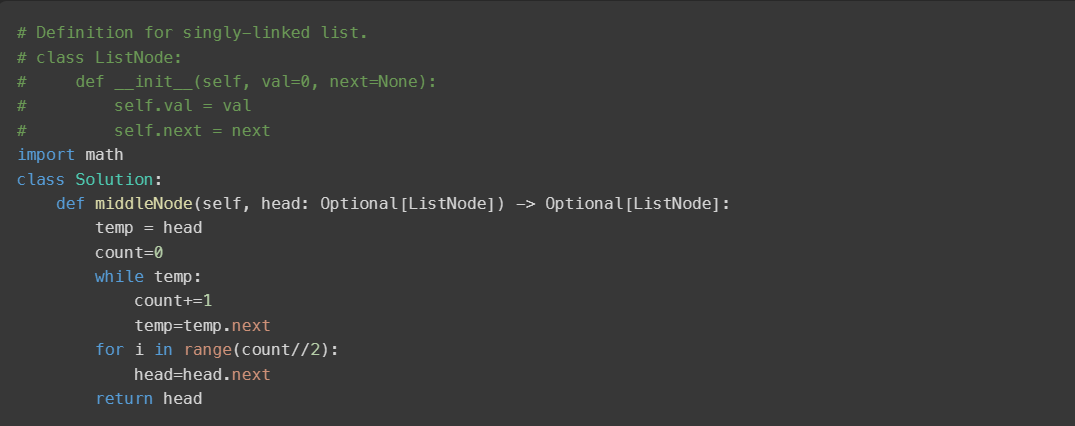 # Definition for singly-linked list.
# class ListNode:
#     def __init__(self, val=0, next=None):
#         self.val = val
#         self.next = next
import math
class Solution:
    def middleNode(self, head: Optional[ListNode]) -> Optional[ListNode]:
        temp = head
        count=0
        while temp:
            count+=1
            temp=temp.next
        for i in range(count//2):
            head=head.next
        return head